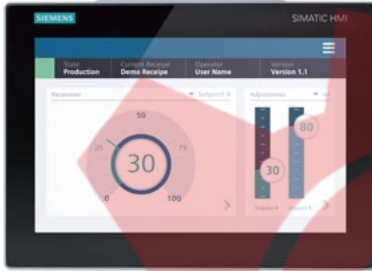 SIEMENS
SIMATIC HMI
State
Production
Current Receipe
Demo Receipe
Operator
User Name
Version
Version 1.1
Parameter
Setpoint A
Adjustments
50
25
75
30
0
100
80
30